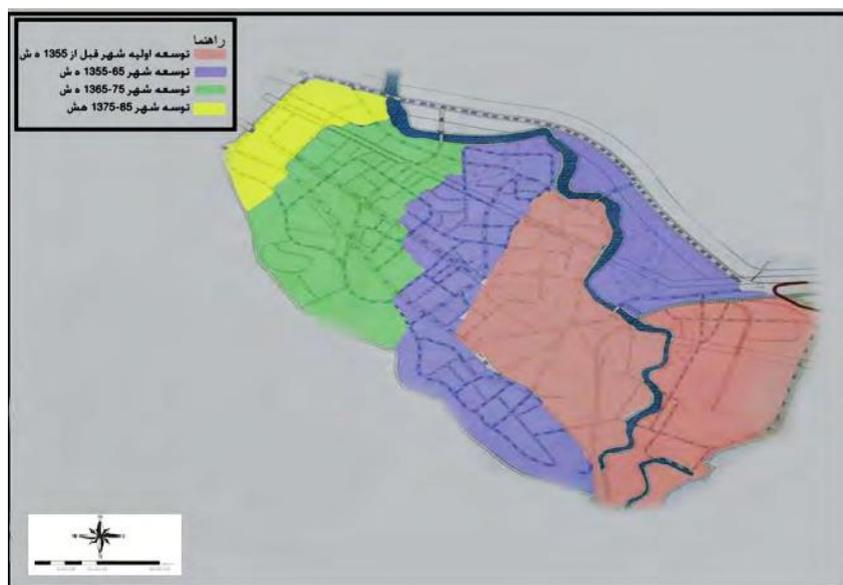 راهنما
توسعه اولیه شهر قبل از 1355 ه ش
توسعه شهر 65-1355 ه ش
توسعه شهر 75-1365 ه ش
توسه شهر 85-1375 هش